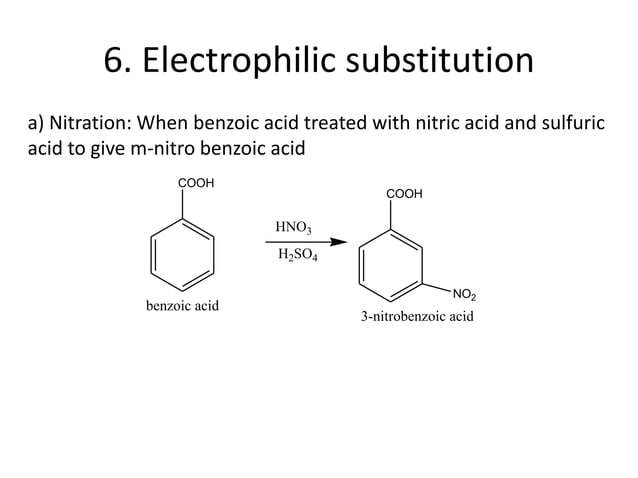 6. Electrophilic substitution
a) Nitration: When benzoic acid treated with nitric acid and sulfuric
acid to give m-nitro benzoic acid
COOH
benzoic acid
HNO3
H2SO4
COOH
NO2
3-nitrobenzoic acid